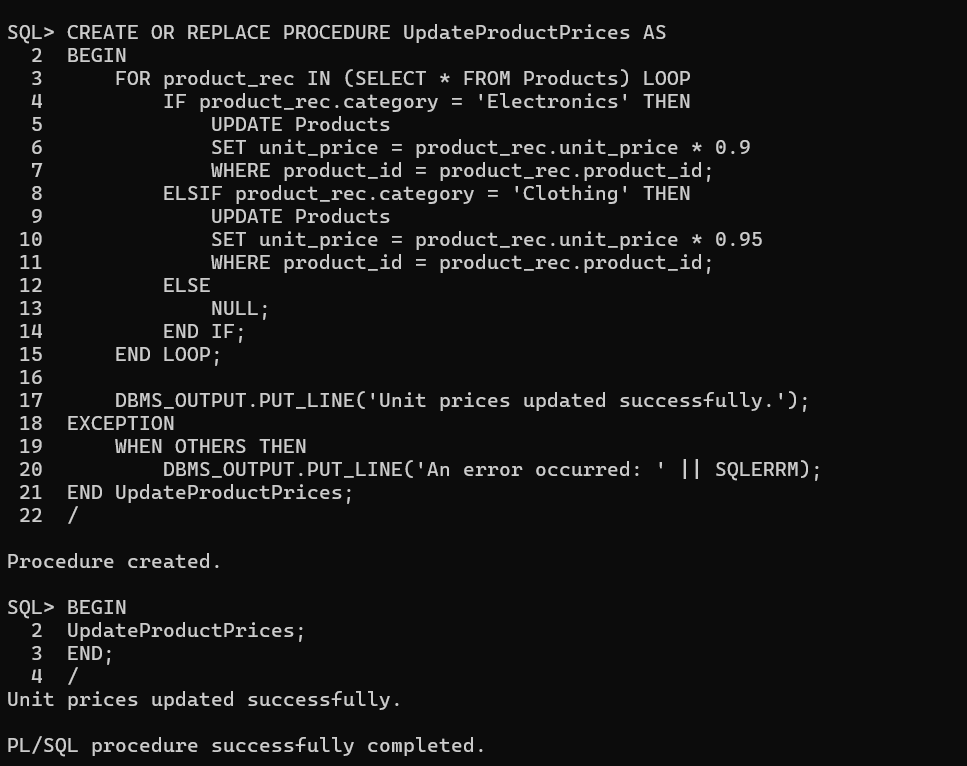 SQL> CREATE OR REPLACE PROCEDURE UpdateProductPrices AS
  2  BEGIN
  3      FOR product_rec IN (SELECT * FROM Products) LOOP
  4          IF product_rec.category = 'Electronics' THEN
  5              UPDATE Products
  6              SET unit_price = product_rec.unit_price * 0.9
  7              WHERE product_id = product_rec.product_id;
  8          ELSIF product_rec.category = 'Clothing' THEN
  9              UPDATE Products
 10              SET unit_price = product_rec.unit_price * 0.95
 11              WHERE product_id = product_rec.product_id;
 12          ELSE
 13              NULL;
 14          END IF;
 15      END LOOP;
 16
 17      DBMS_OUTPUT.PUT_LINE('Unit prices updated successfully.');
 18  EXCEPTION
 19      WHEN OTHERS THEN
 20          DBMS_OUTPUT.PUT_LINE('An error occurred: ' || SQLERRM);
 21  END UpdateProductPrices;
 22  /

Procedure created.

SQL> BEGIN
  2  UpdateProductPrices;
  3  END;
  4  /
Unit prices updated successfully.

PL/SQL procedure successfully completed.